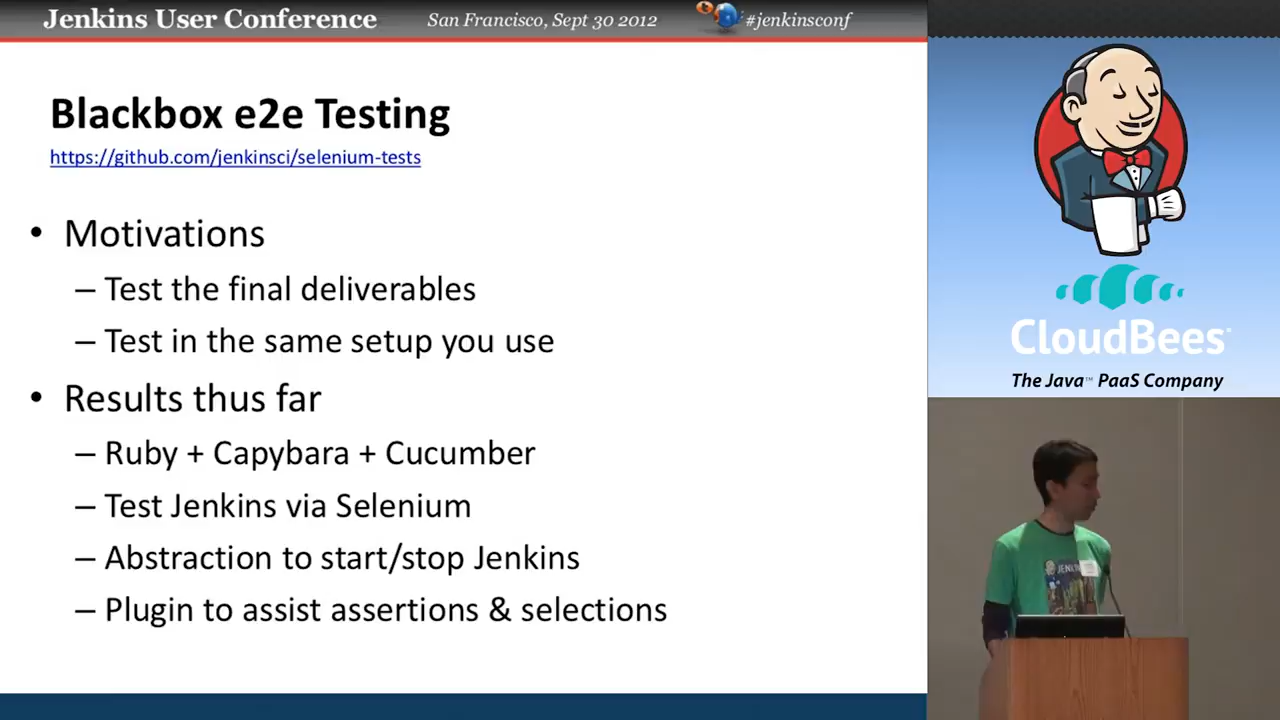 Jenkins User Conference San Francisco, Sept 30 2012 #jenkinsconf
Blackbox e2e Testing
https://github.com/jenkinsci/selenium-tests
• Motivations
– Test the final deliverables
– Test in the same setup you use
• Results thus far
– Ruby + Capybara + Cucumber
– Test Jenkins via Selenium
– Abstraction to start/stop Jenkins
– Plugin to assist assertions & selections
CloudBees
The Java™ PaaS Company
JENKINS